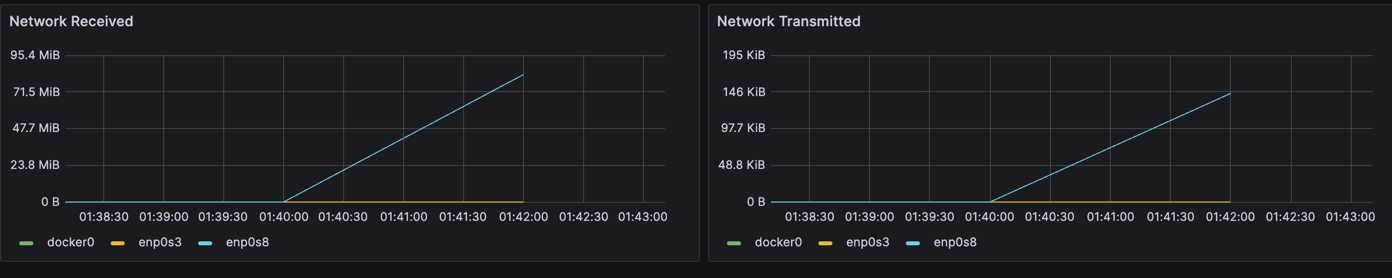 Network Received
95.4 MiB
71.5 MiB
47.7 MiB
23.8 MiB
0 B
01:38:30 01:39:00 01:39:30 01:40:00 01:40:30 01:41:00 01:41:30 01:42:00 01:42:30 01:43:00
docker0 enp0s3 enp0s8
Network Transmitted
195 KiB
146 KiB
97.7 KiB
48.8 KiB
0 B
01:38:30 01:39:00 01:39:30 01:40:00 01:40:30 01:41:00 01:41:30 01:42:00 01:42:30 01:43:00
docker0 enp0s3 enp0s8